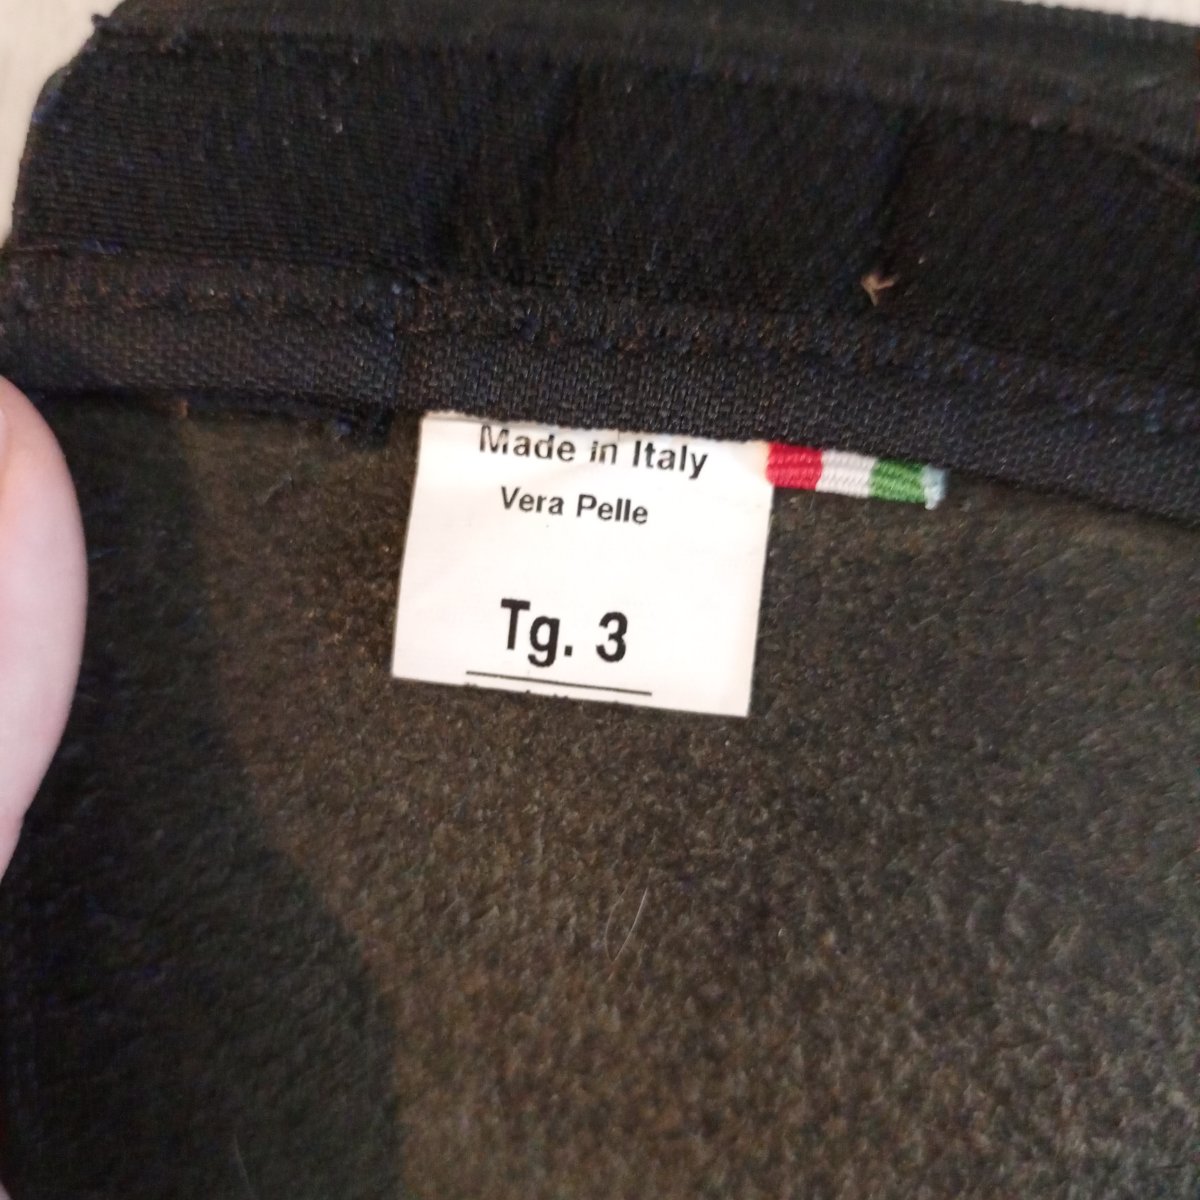 Made in Italy
Vera Pelle
Tg. 3